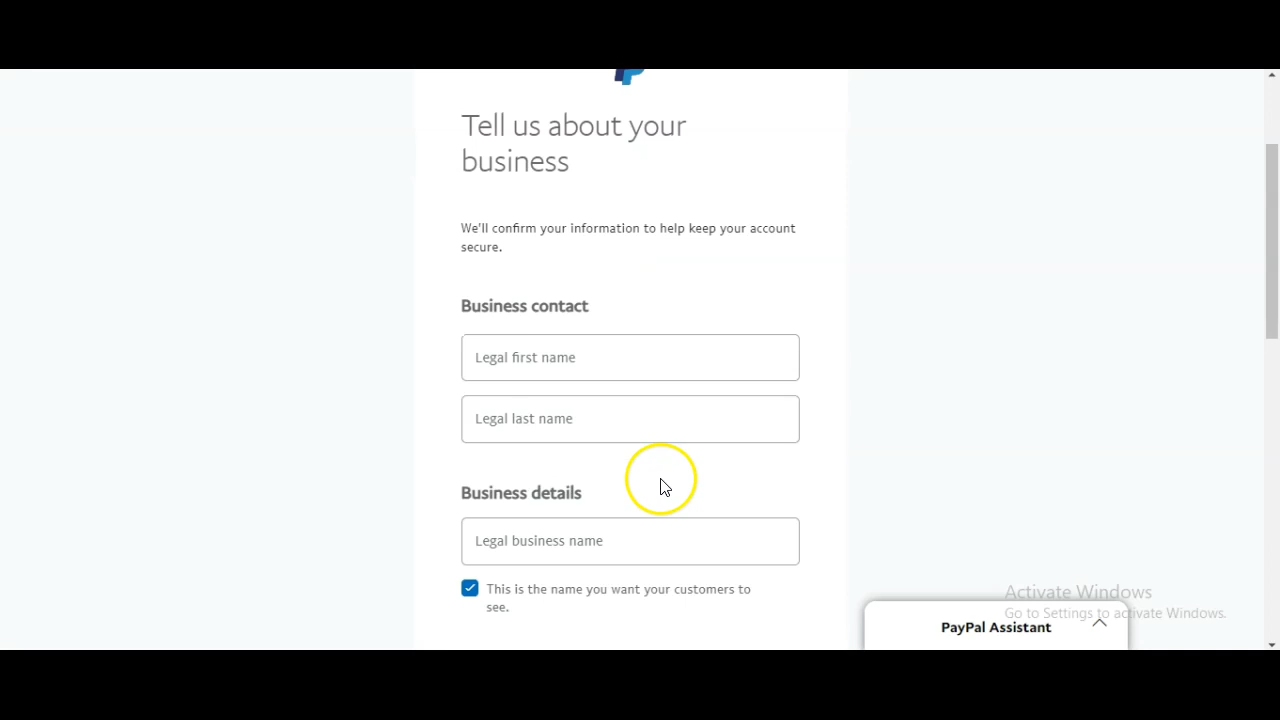 Tell us about your
business
We'll confirm your information to help keep your account
secure.
Business contact
Legal first name
Legal last name
Business details
Legal business name
This is the name you want your customers to
see.
Activate Windows
Go to Settings to activate Windows.
PayPal Assistant